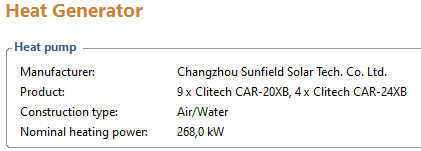 Heat Generator
Heat pump
Manufacturer: Changzhou Sunfield Solar Tech. Co. Ltd.
Product: 9 x Clitech CAR-20XB, 4 x Clitech CAR-24XB
Construction type: Air/Water
Nominal heating power: 268,0 kW